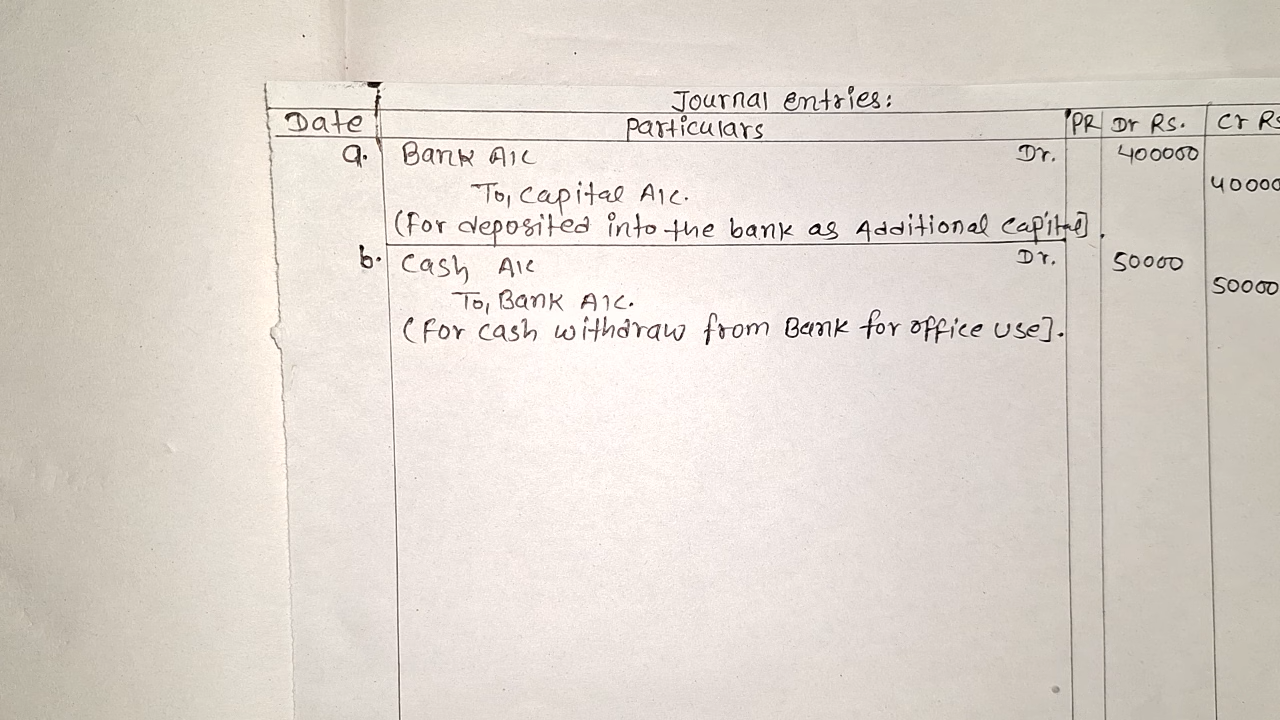 Journal entries:
Date Particulars PR Dr Rs. Cr Rs
a. Bank A/c Dr. 400000
To, Capital A/c. 40000
(For deposited into the bank as Additional Capital].
b. Cash A/c Dr. 50000
To, Bank A/c. 50000
(For cash withdraw from Bank for office use].